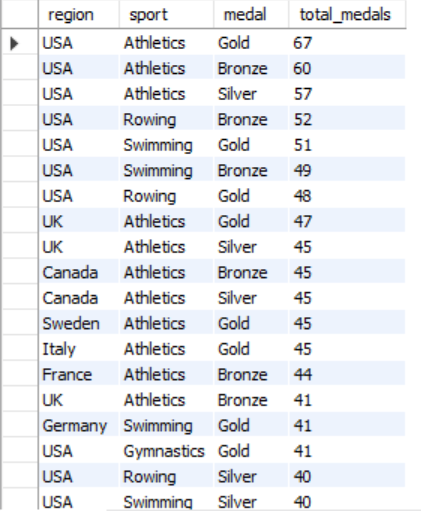 region sport medal total_medals
USA Athletics Gold 67
USA Athletics Bronze 60
USA Athletics Silver 57
USA Rowing Bronze 52
USA Swimming Gold 51
USA Swimming Bronze 49
USA Rowing Gold 48
UK Athletics Gold 47
UK Athletics Silver 45
Canada Athletics Bronze 45
Canada Athletics Silver 45
Sweden Athletics Gold 45
Italy Athletics Gold 45
France Athletics Bronze 44
UK Athletics Bronze 41
Germany Swimming Gold 41
USA Gymnastics Gold 41
USA Rowing Silver 40
USA Swimming Silver 40